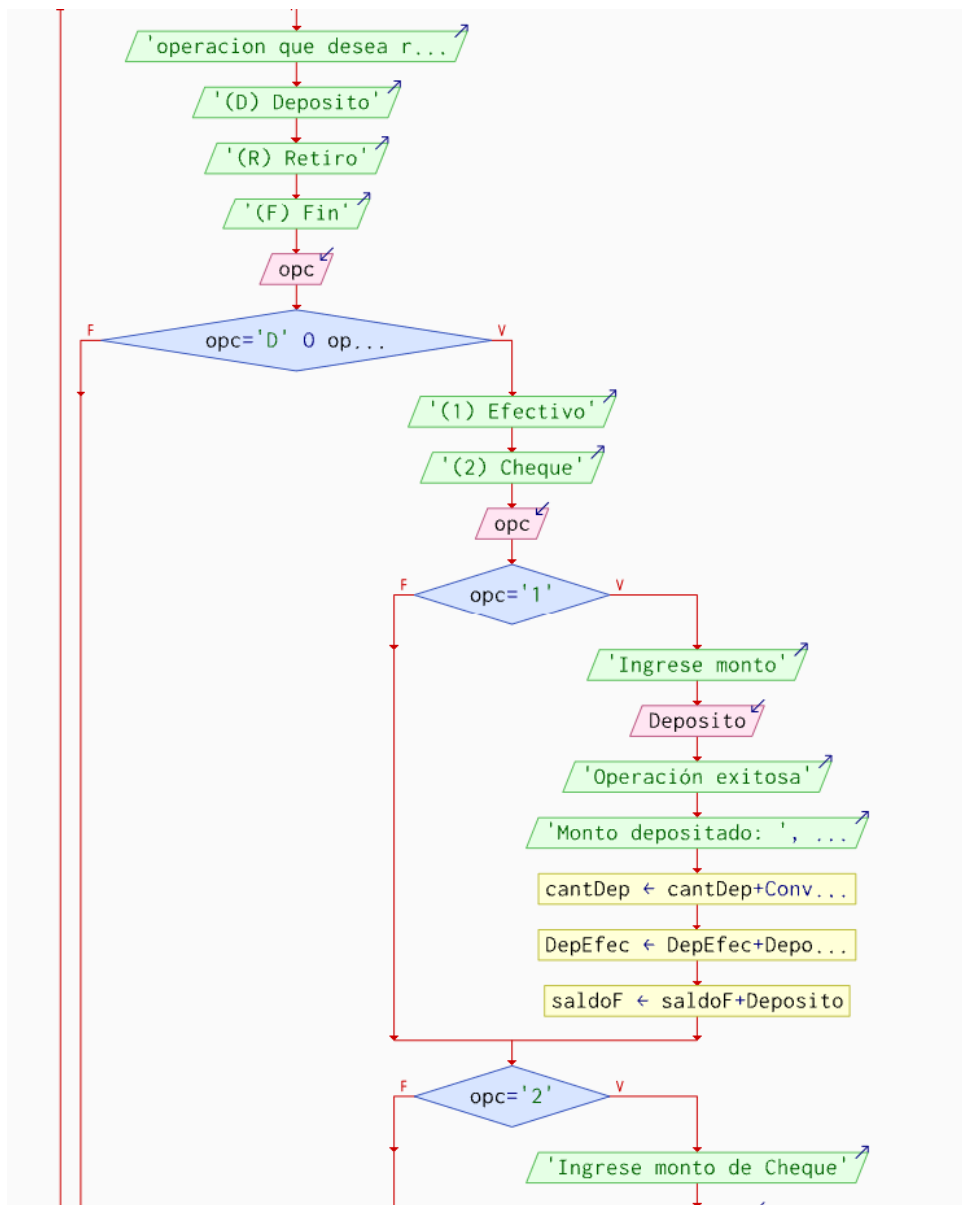 'operacion que desea r...
'(D) Deposito'
'(R) Retiro'
'(F) Fin'
opc
F
opc='D' O op...
V
'(1) Efectivo'
'(2) Cheque'
opc
F
opc='1'
V
'Ingrese monto'
Deposito
'Operación exitosa'
'Monto depositado: ', ...
cantDep ← cantDep+Conv...
DepEfec ← DepEfec+Depo...
saldoF ← saldoF+Deposito
F
opc='2'
V
'Ingrese monto de Cheque'